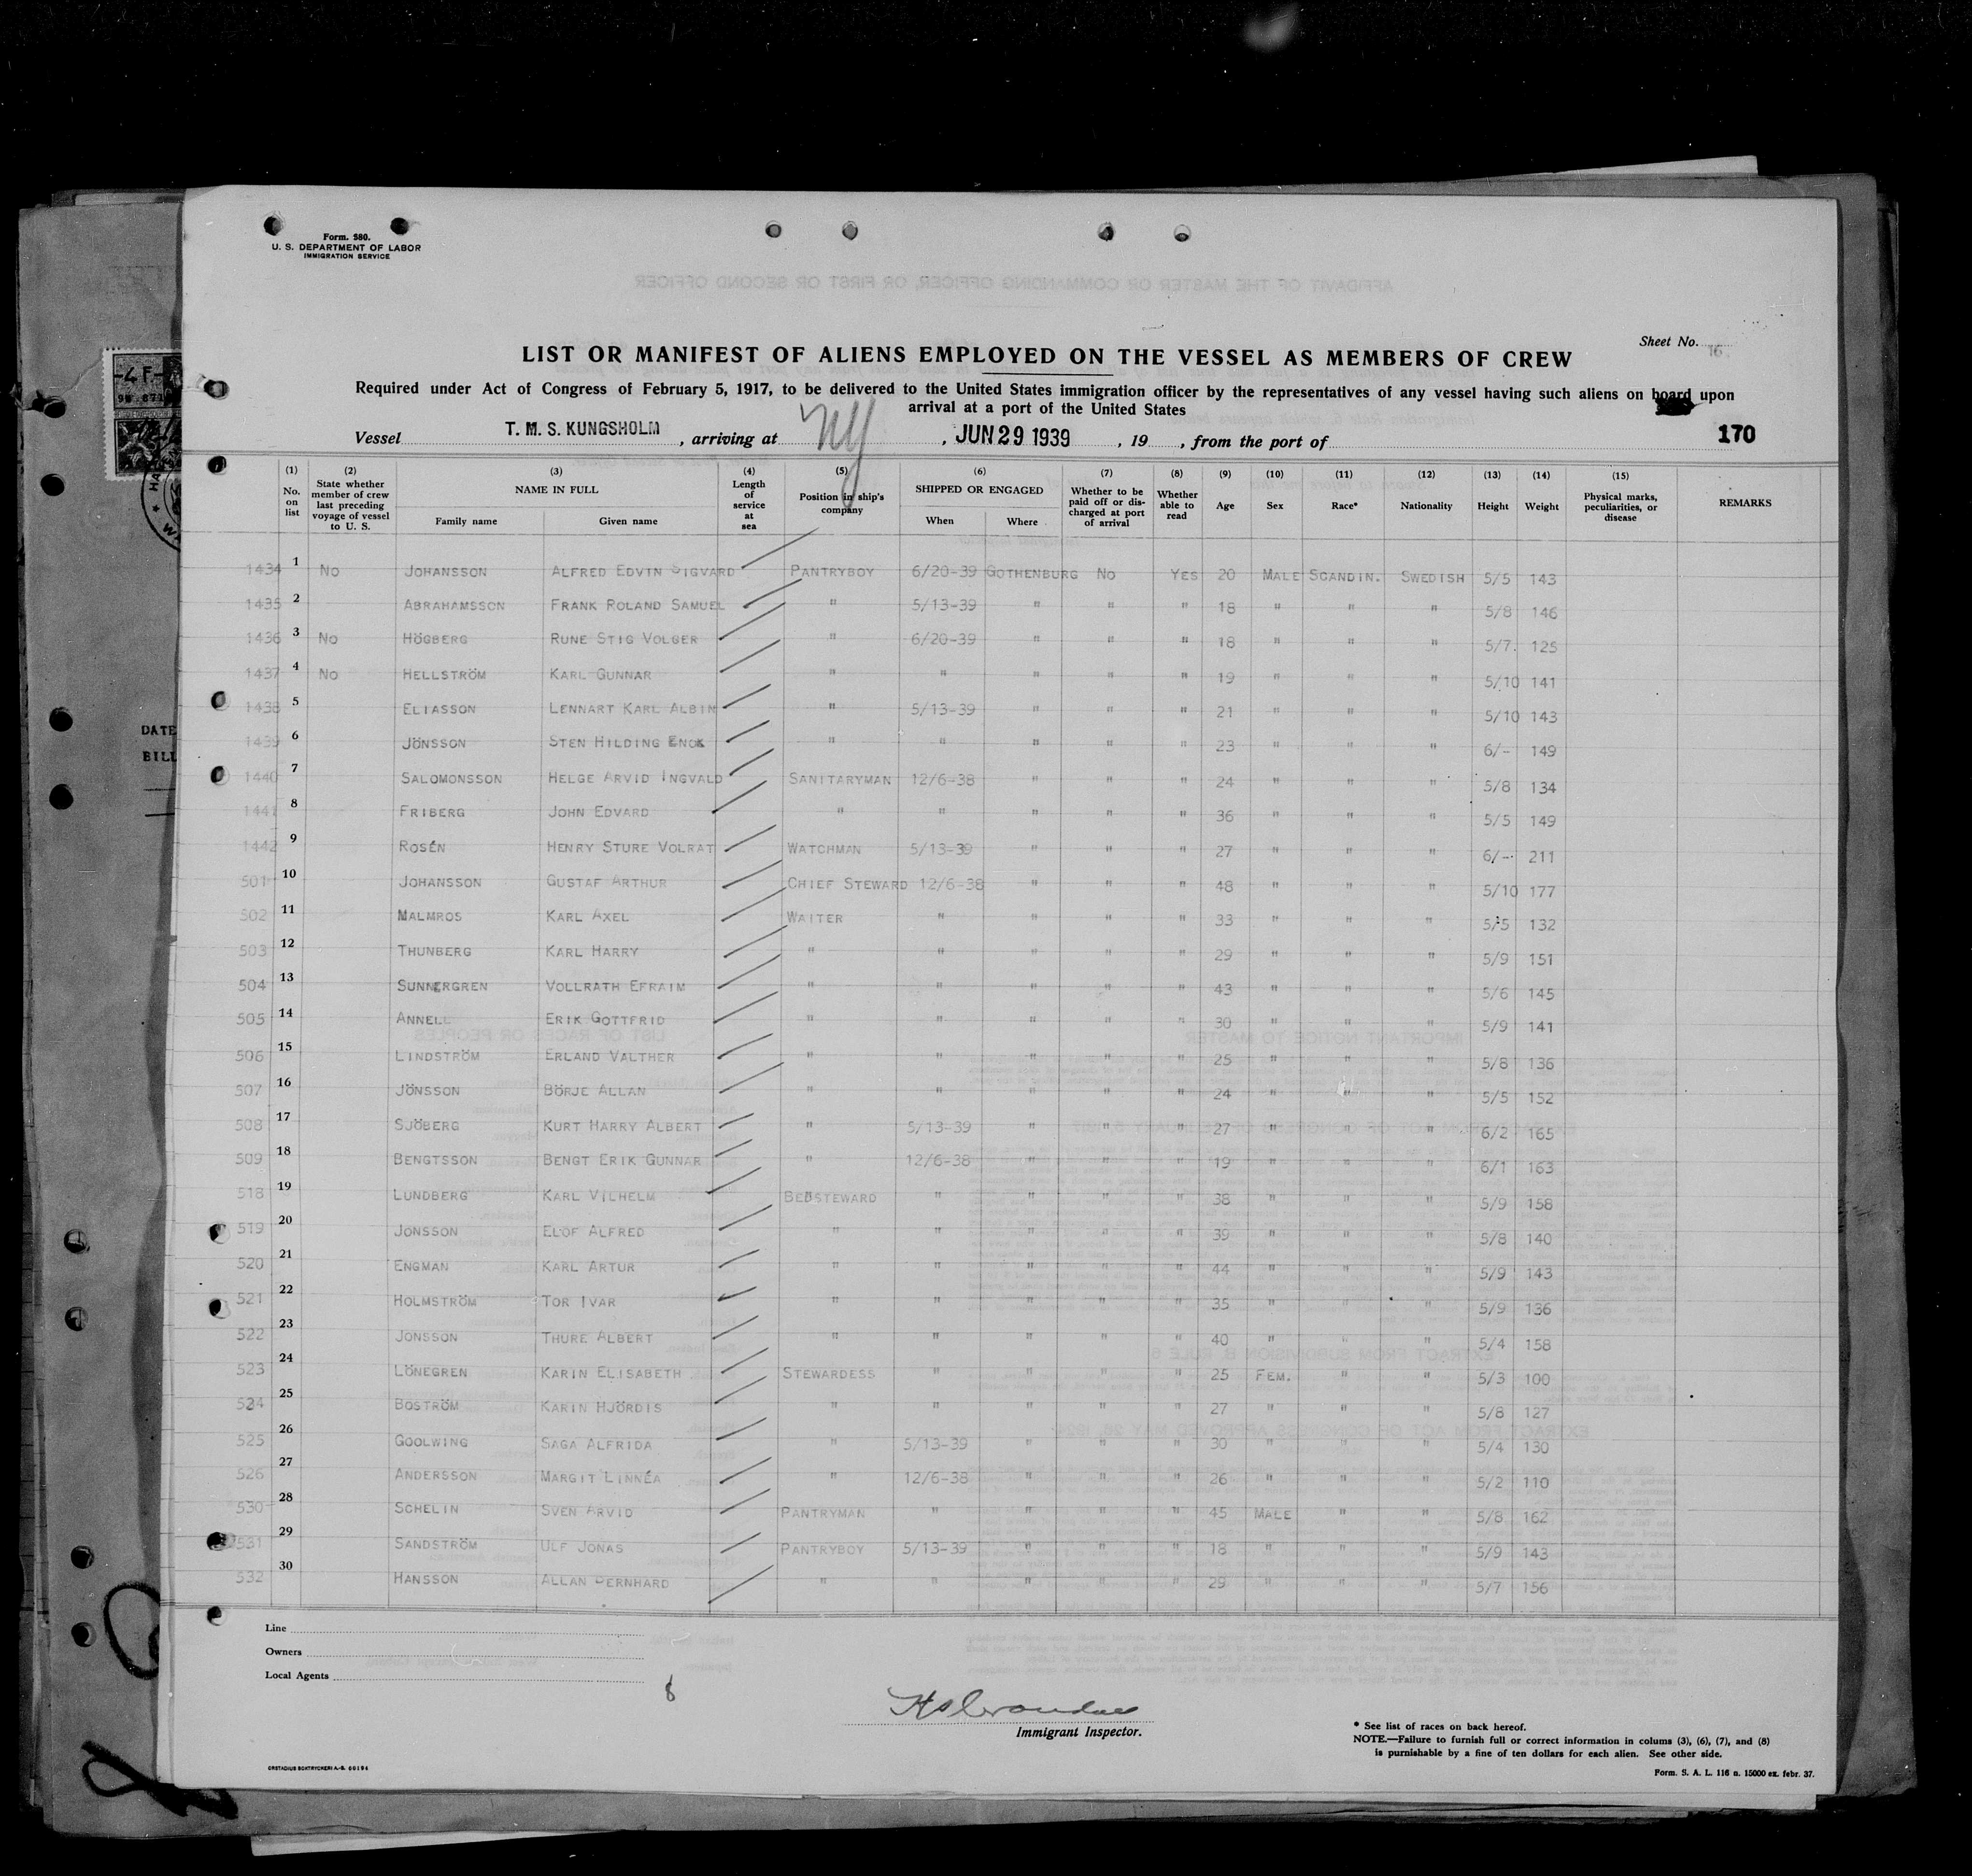 Form. 580.
U. S. DEPARTMENT OF LABOR
IMMIGRATION SERVICE
Sheet No. 16.
LIST OR MANIFEST OF ALIENS EMPLOYED ON THE VESSEL AS MEMBERS OF CREW
Required under Act of Congress of February 5, 1917, to be delivered to the United States immigration officer by the representatives of any vessel having such aliens on board upon
arrival at a port of the United States
Vessel T. M. S. KUNGSHOLM, arriving at NY, JUN 29 1939, 19, from the port of 170
(1) No. on list (2) State whether member of crew last preceding voyage of vessel to U. S. (3) NAME IN FULL Family name Given name (4) Length of service at sea (5) Position in ship's company (6) SHIPPED OR ENGAGED When Where (7) Whether to be paid off or discharged at port of arrival (8) Whether able to read (9) Age (10) Sex (11) Race* (12) Nationality (13) Height (14) Weight (15) Physical marks, peculiarities, or disease REMARKS
1434 1 No JOHANSSON ALFRED EDVIN SIGVARD PANTRYBOY 6/20-39 GOTHENBURG No YES 20 MALE SCANDIN. SWEDISH 5/5 143
1435 2 ABRAHAMSSON FRANK ROLAND SAMUEL " 5/13-39 " " " 18 " " " 5/8 146
1436 3 No HÖGBERG RUNE STIG VOLGER " 6/20-39 " " " 18 " " " 5/7. 125
1437 4 No HELLSTRÖM KARL GUNNAR " " " " " 19 " " " 5/10 141
1438 5 ELIASSON LENNART KARL ALBIN " 5/13-39 " " " 21 " " " 5/10 143
1439 6 JÖNSSON STEN HILDING ENOK " " " " " 23 " " " 6/- 149
1440 7 SALOMONSSON HELGE ARVID INGVALD SANITARYMAN 12/6-38 " " " 24 " " " 5/8 134
1441 8 FRIBERG JOHN EDVARD " " " " " 36 " " " 5/5 149
1442 9 ROSÉN HENRY STURE VOLRAT WATCHMAN 5/13-39 " " " 27 " " " 6/- 211
501 10 JOHANSSON GUSTAF ARTHUR CHIEF STEWARD 12/6-38 " " " 48 " " " 5/10 177
502 11 MALMROS KARL AXEL WAITER " " " " 33 " " " 5/5 132
503 12 THUNBERG KARL HARRY " " " " " 29 " " " 5/9 151
504 13 SUNNERGREN VOLLRATH EFRAIM " " " " " 43 " " " 5/6 145
505 14 ANNELL ERIK GOTTFRID " " " " " 30 " " " 5/9 141
506 15 LINDSTRÖM ERLAND VALTHER " " " " " 25 " " " 5/8 136
507 16 JÖNSSON BÖRJE ALLAN " " " " " 24 " " " 5/5 152
508 17 SJÖBERG KURT HARRY ALBERT " 5/13-39 " " " 27 " " " 6/2 165
509 18 BENGTSSON BENGT ERIK GUNNAR " 12/6-38 " " " 19 " " " 6/1 163
518 19 LUNDBERG KARL VILHELM BEDSTEWARD " " " " 38 " " " 5/9 158
519 20 JONSSON ELOF ALFRED " " " " " 39 " " " 5/8 140
520 21 ENGMAN KARL ARTUR " " " " " 44 " " " 5/9 143
521 22 HOLMSTRÖM TOR IVAR " " " " " 35 " " " 5/9 136
522 23 JONSSON THURE ALBERT " " " " " 40 " " " 5/4 158
523 24 LÖNEGREN KARIN ELISABETH STEWARDESS " " " " 25 FEM. " " 5/3 100
524 25 BOSTRÖM KARIN HJÖRDIS " " " " " 27 " " " 5/8 127
525 26 GOOLWING SAGA ALFRIDA " 5/13-39 " " " 30 " " " 5/4 130
526 27 ANDERSSON MARGIT LINNÉA " 12/6-38 " " " 26 " " " 5/2 110
530 28 SCHELIN SVEN ARVID PANTRYMAN " " " " 45 MALE " " 5/8 162
531 29 SANDSTRÖM ULF JONAS PANTRYBOY 5/13-39 " " " 18 " " " 5/9 143
532 30 HANSSON ALLAN BERNHARD " " " " " 29 " " " 5/7 156
Line
Owners
Local Agents
8
Immigrant Inspector.
* See list of races on back hereof.
NOTE.—Failure to furnish full or correct information in colums (3), (6), (7), and (8)
is punishable by a fine of ten dollars for each alien. See other side.
Form. S. A. L. 116 n. 15000 ex. febr. 37.
DATE
BILL
-4 F.-